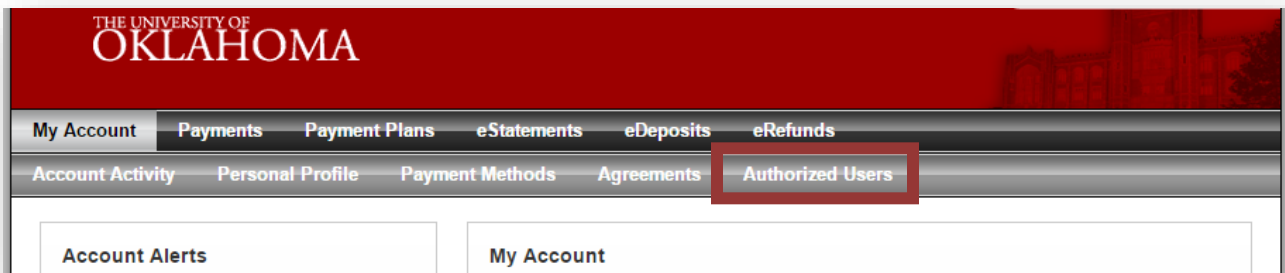 THE UNIVERSITY OF
OKLAHOMA
My Account Payments Payment Plans eStatements eDeposits eRefunds
Account Activity Personal Profile Payment Methods Agreements Authorized Users
Account Alerts My Account